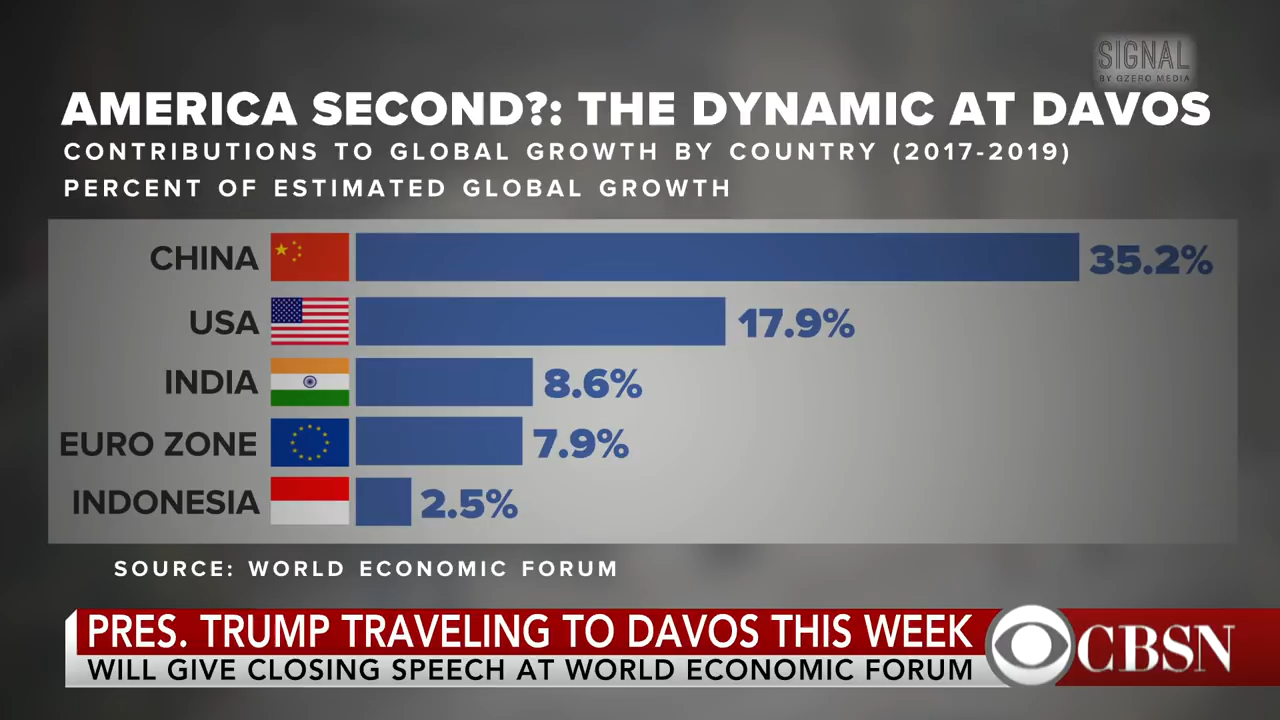 SIGNAL
BY GZERO MEDIA
AMERICA SECOND?: THE DYNAMIC AT DAVOS
CONTRIBUTIONS TO GLOBAL GROWTH BY COUNTRY (2017-2019)
PERCENT OF ESTIMATED GLOBAL GROWTH
CHINA 35.2%
USA 17.9%
INDIA 8.6%
EURO ZONE 7.9%
INDONESIA 2.5%
SOURCE: WORLD ECONOMIC FORUM
PRES. TRUMP TRAVELING TO DAVOS THIS WEEK
WILL GIVE CLOSING SPEECH AT WORLD ECONOMIC FORUM
CBSN